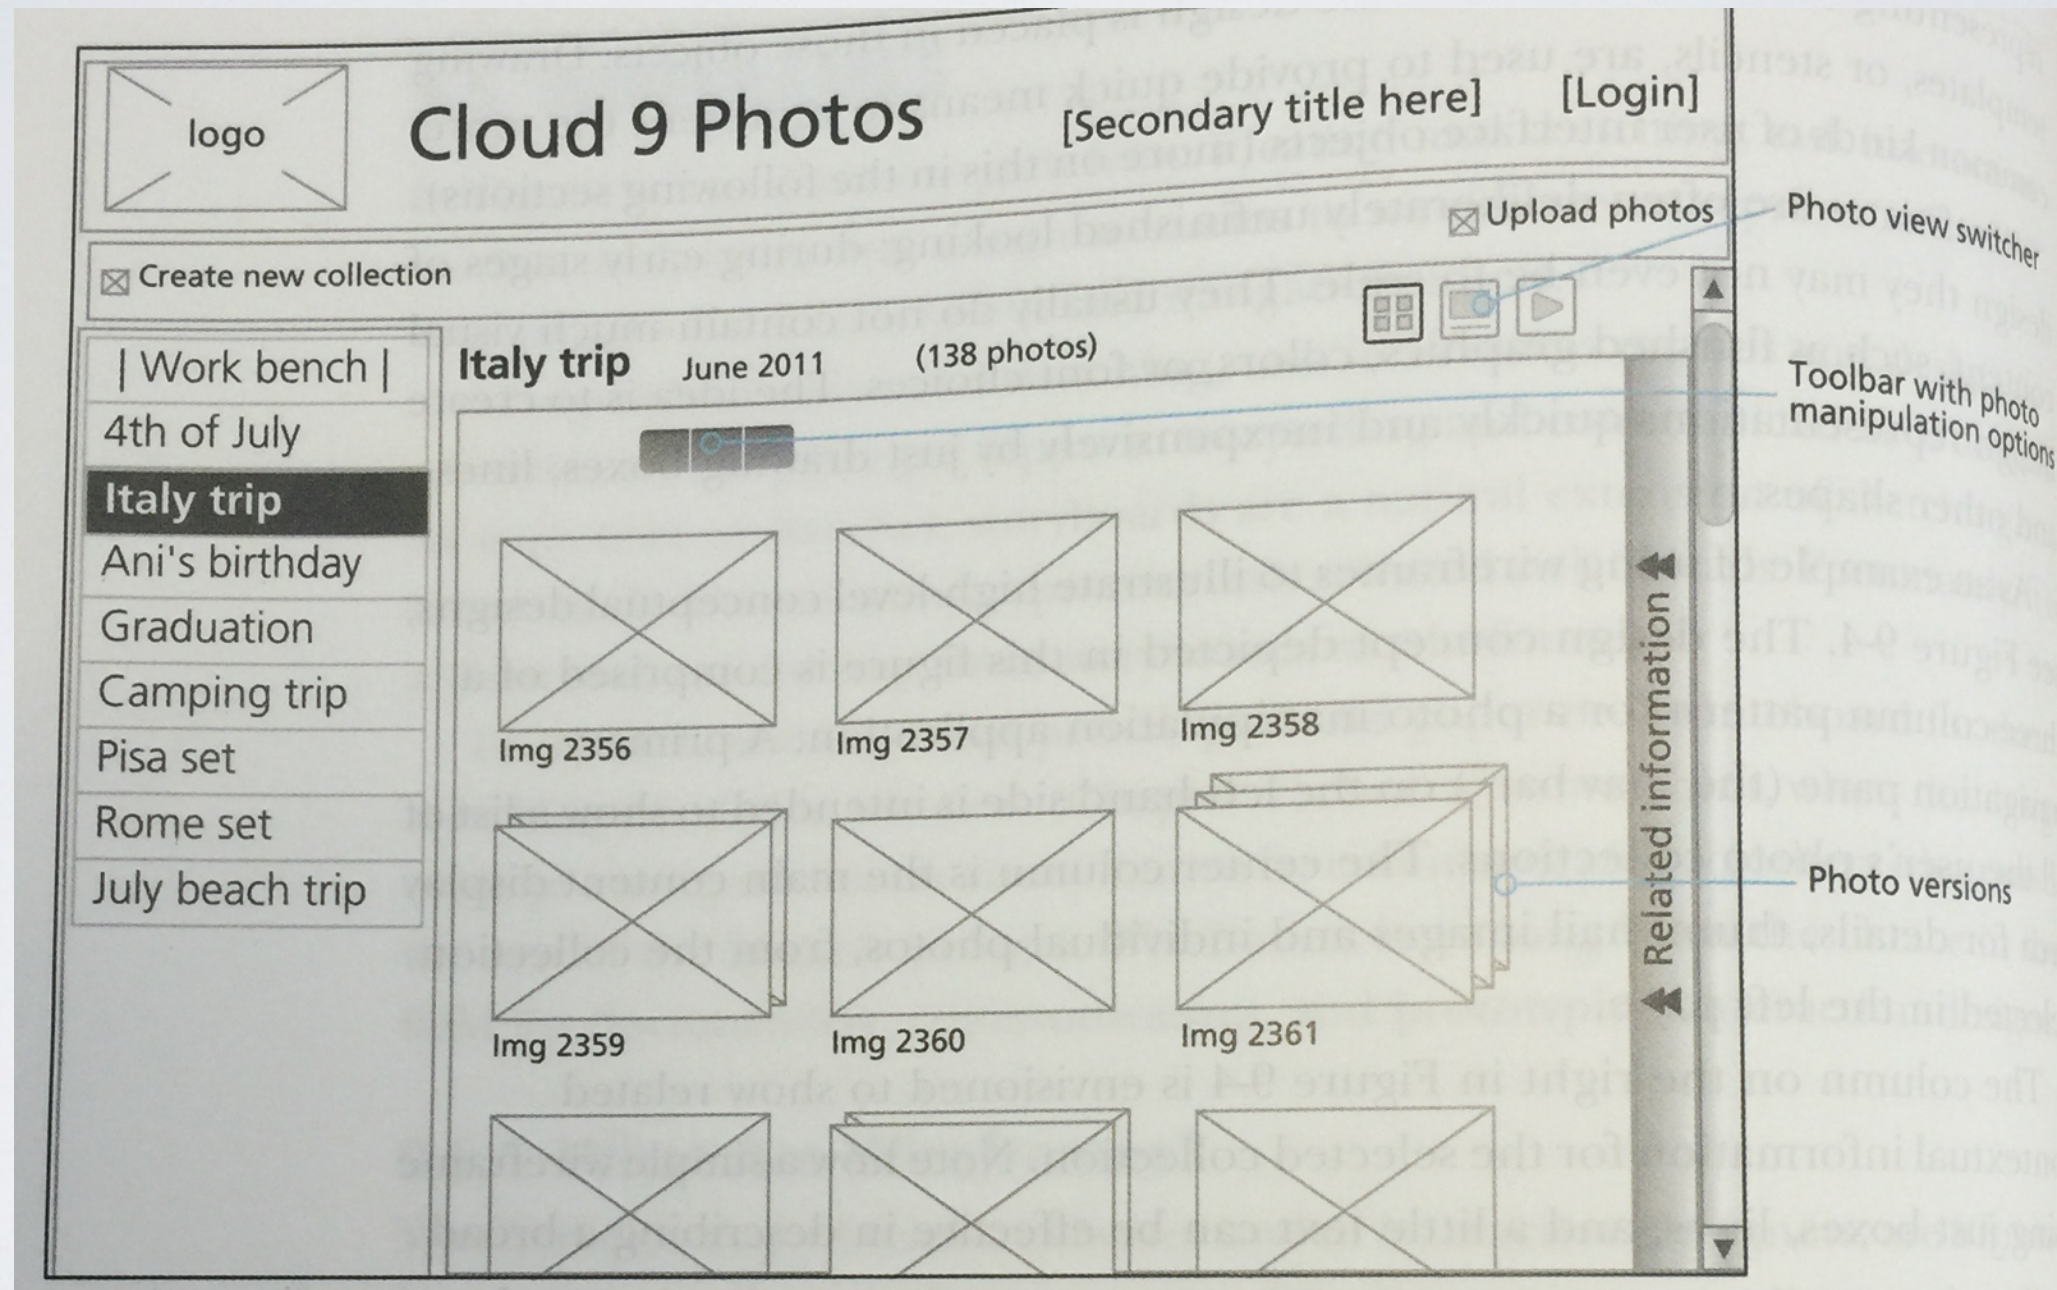 logo
Cloud 9 Photos
[Secondary title here]
[Login]
Create new collection
Upload photos
Photo view switcher
| Work bench |
4th of July
Italy trip
Ani's birthday
Graduation
Camping trip
Pisa set
Rome set
July beach trip
Italy trip June 2011 (138 photos)
Toolbar with photo
manipulation options
Img 2356
Img 2357
Img 2358
Img 2359
Img 2360
Img 2361
Related information
Photo versions